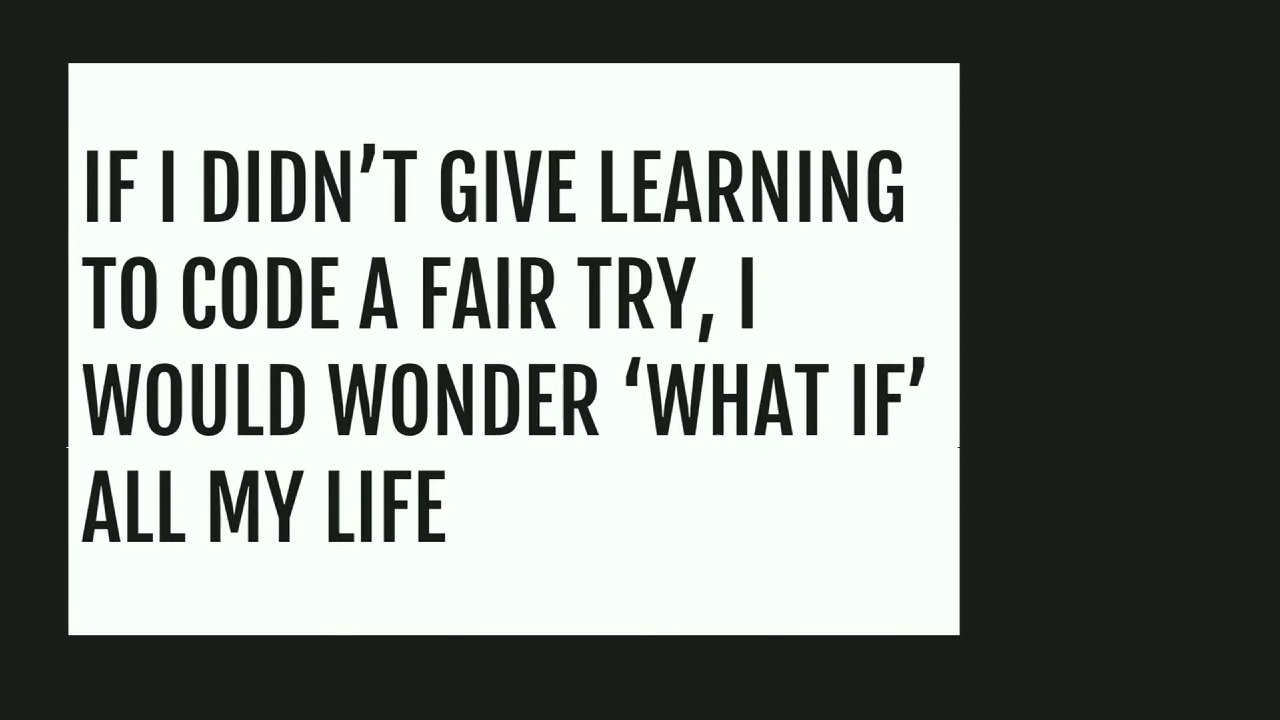 IF I DIDN’T GIVE LEARNING
TO CODE A FAIR TRY, I
WOULD WONDER ‘WHAT IF’
ALL MY LIFE